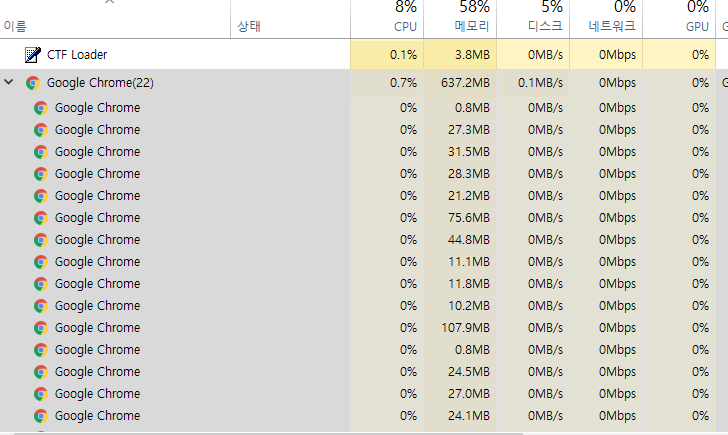 8% 58% 5% 0% 0%
이름 상태 CPU 메모리 디스크 네트워크 GPU G
CTF Loader 0.1% 3.8MB 0MB/s 0Mbps 0%
Google Chrome(22) 0.7% 637.2MB 0.1MB/s 0Mbps 0% G
Google Chrome 0% 0.8MB 0MB/s 0Mbps 0%
Google Chrome 0% 27.3MB 0MB/s 0Mbps 0%
Google Chrome 0% 31.5MB 0MB/s 0Mbps 0%
Google Chrome 0% 28.3MB 0MB/s 0Mbps 0%
Google Chrome 0% 21.2MB 0MB/s 0Mbps 0%
Google Chrome 0% 75.6MB 0MB/s 0Mbps 0%
Google Chrome 0% 44.8MB 0MB/s 0Mbps 0%
Google Chrome 0% 11.1MB 0MB/s 0Mbps 0%
Google Chrome 0% 11.8MB 0MB/s 0Mbps 0%
Google Chrome 0% 10.2MB 0MB/s 0Mbps 0%
Google Chrome 0% 107.9MB 0MB/s 0Mbps 0%
Google Chrome 0% 0.8MB 0MB/s 0Mbps 0%
Google Chrome 0% 24.5MB 0MB/s 0Mbps 0%
Google Chrome 0% 27.0MB 0MB/s 0Mbps 0%
Google Chrome 0% 24.1MB 0MB/s 0Mbps 0%